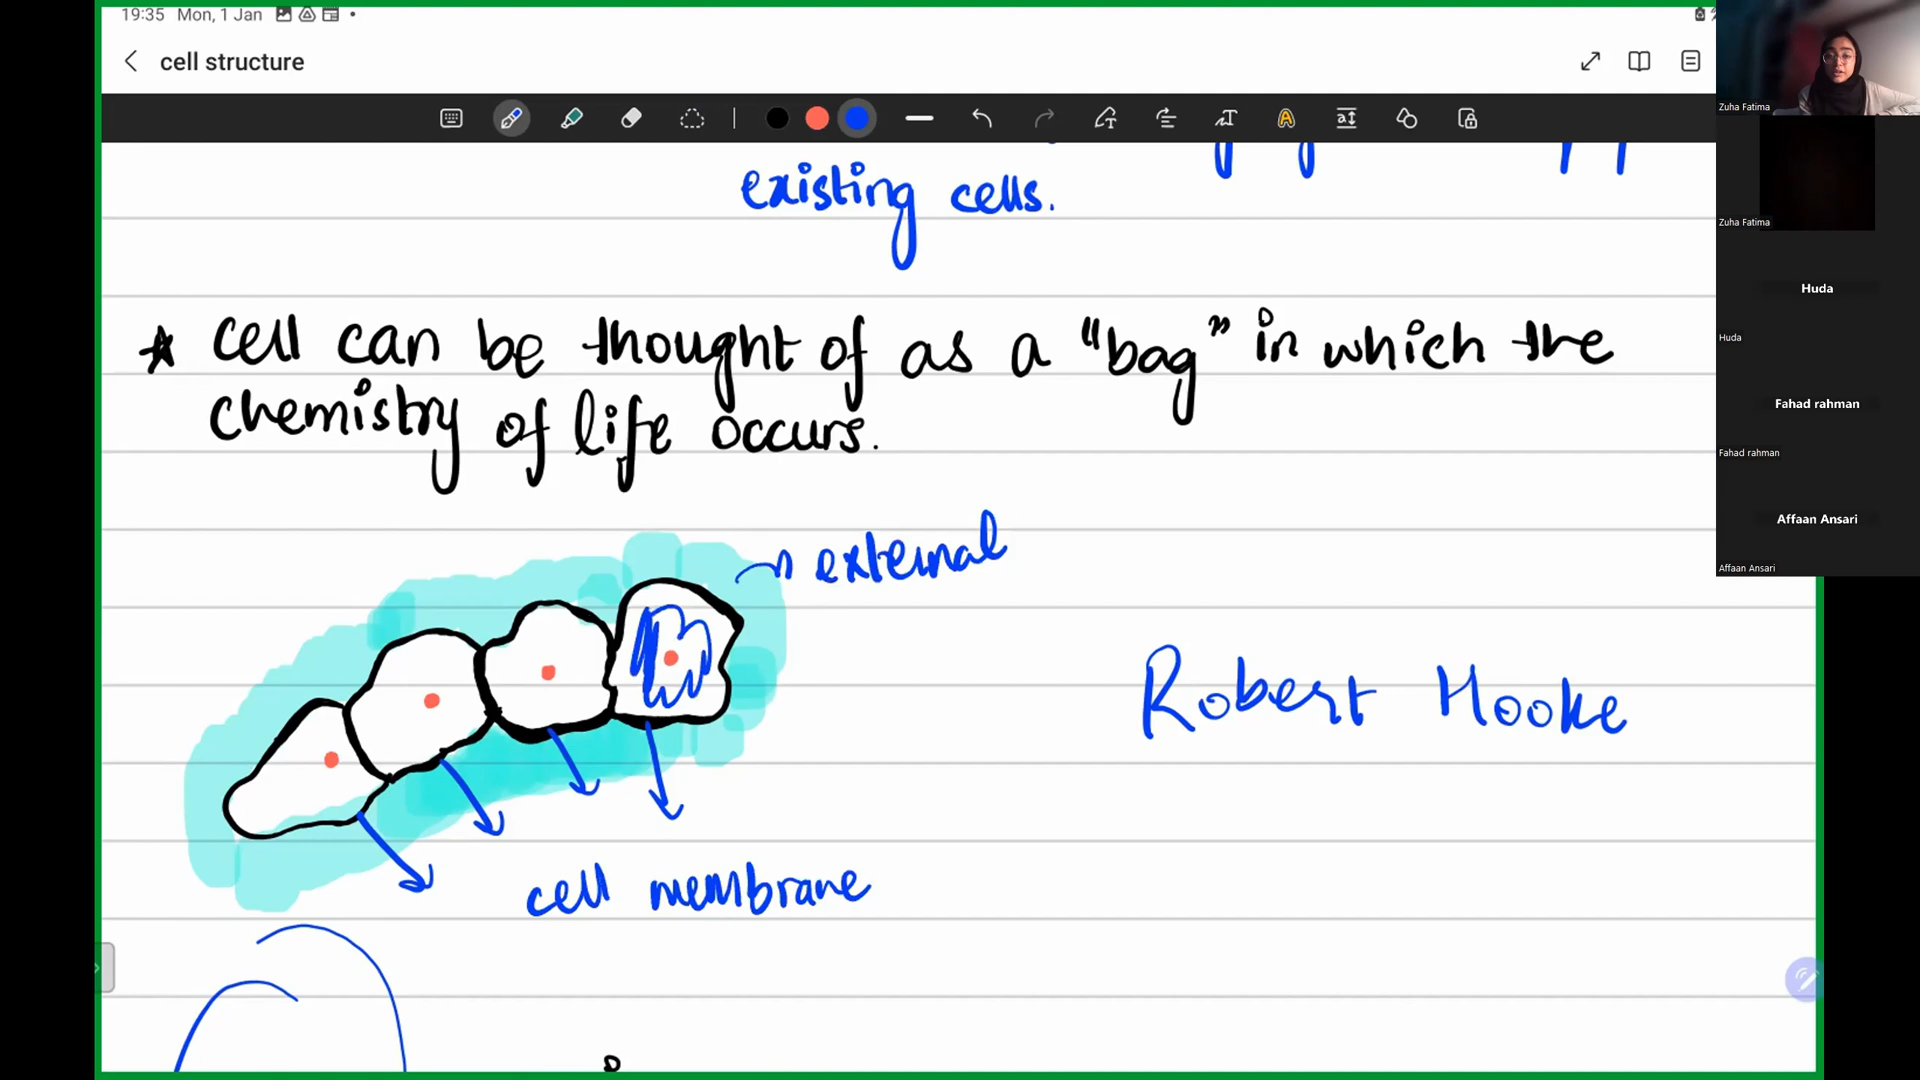 19:35 Mon, 1 Jan
cell structure
existing cells.
★ cell can be thought of as a "bag" in which the
chemistry of life occurs.
external
Robert Hooke
cell membrane
Zuha Fatima
Zuha Fatima
Huda
Huda
Fahad rahman
Fahad rahman
Affaan Ansari
Affaan Ansari